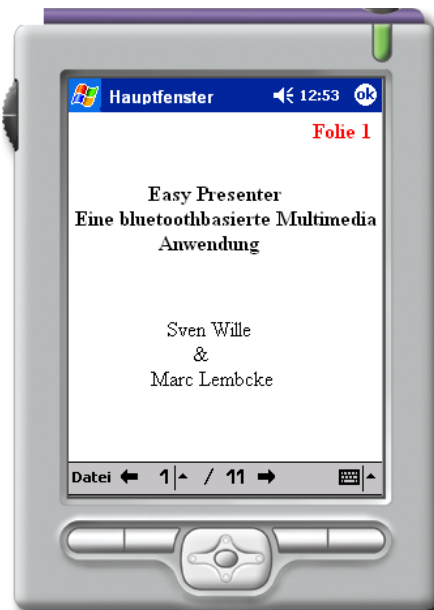 Hauptfenster 12:53 ok
Folie 1
Easy Presenter
Eine bluetoothbasierte Multimedia
Anwendung
Sven Wille
&
Marc Lembcke
Datei 1 / 11